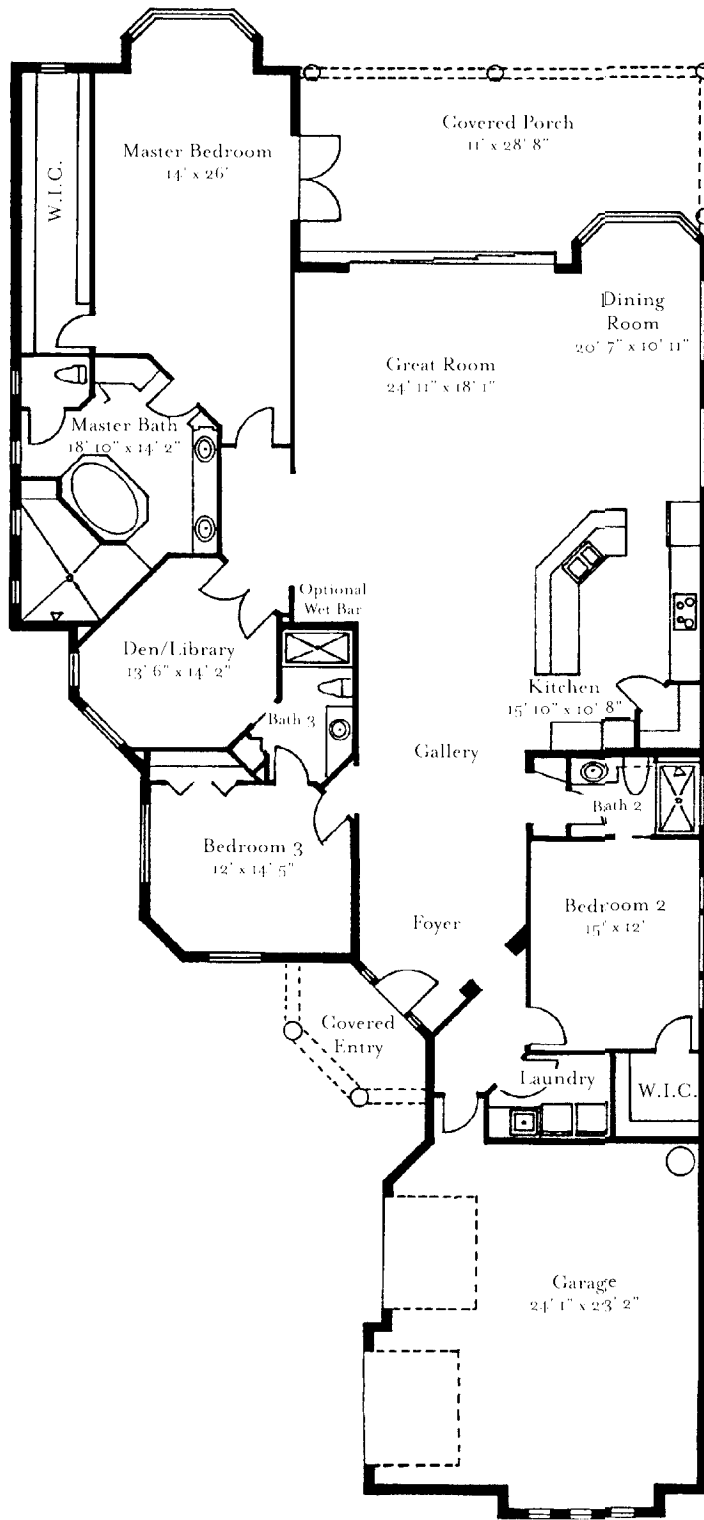 Covered Porch
11' x 28' 8"
Master Bedroom
14' x 26'
W.I.C.
Dining
Room
20' 7" x 10' 11"
Great Room
24' 11" x 18' 1"
Master Bath
18' 10" x 14' 2"
Optional
Wet Bar
Den/Library
13' 6" x 14' 2"
Kitchen
15' 10" x 10' 8"
Bath 3
Gallery
Bath 2
Bedroom 3
12' x 14' 5"
Bedroom 2
15' x 12'
Foyer
Covered
Entry
Laundry
W.I.C.
Garage
24' 1" x 23' 2"